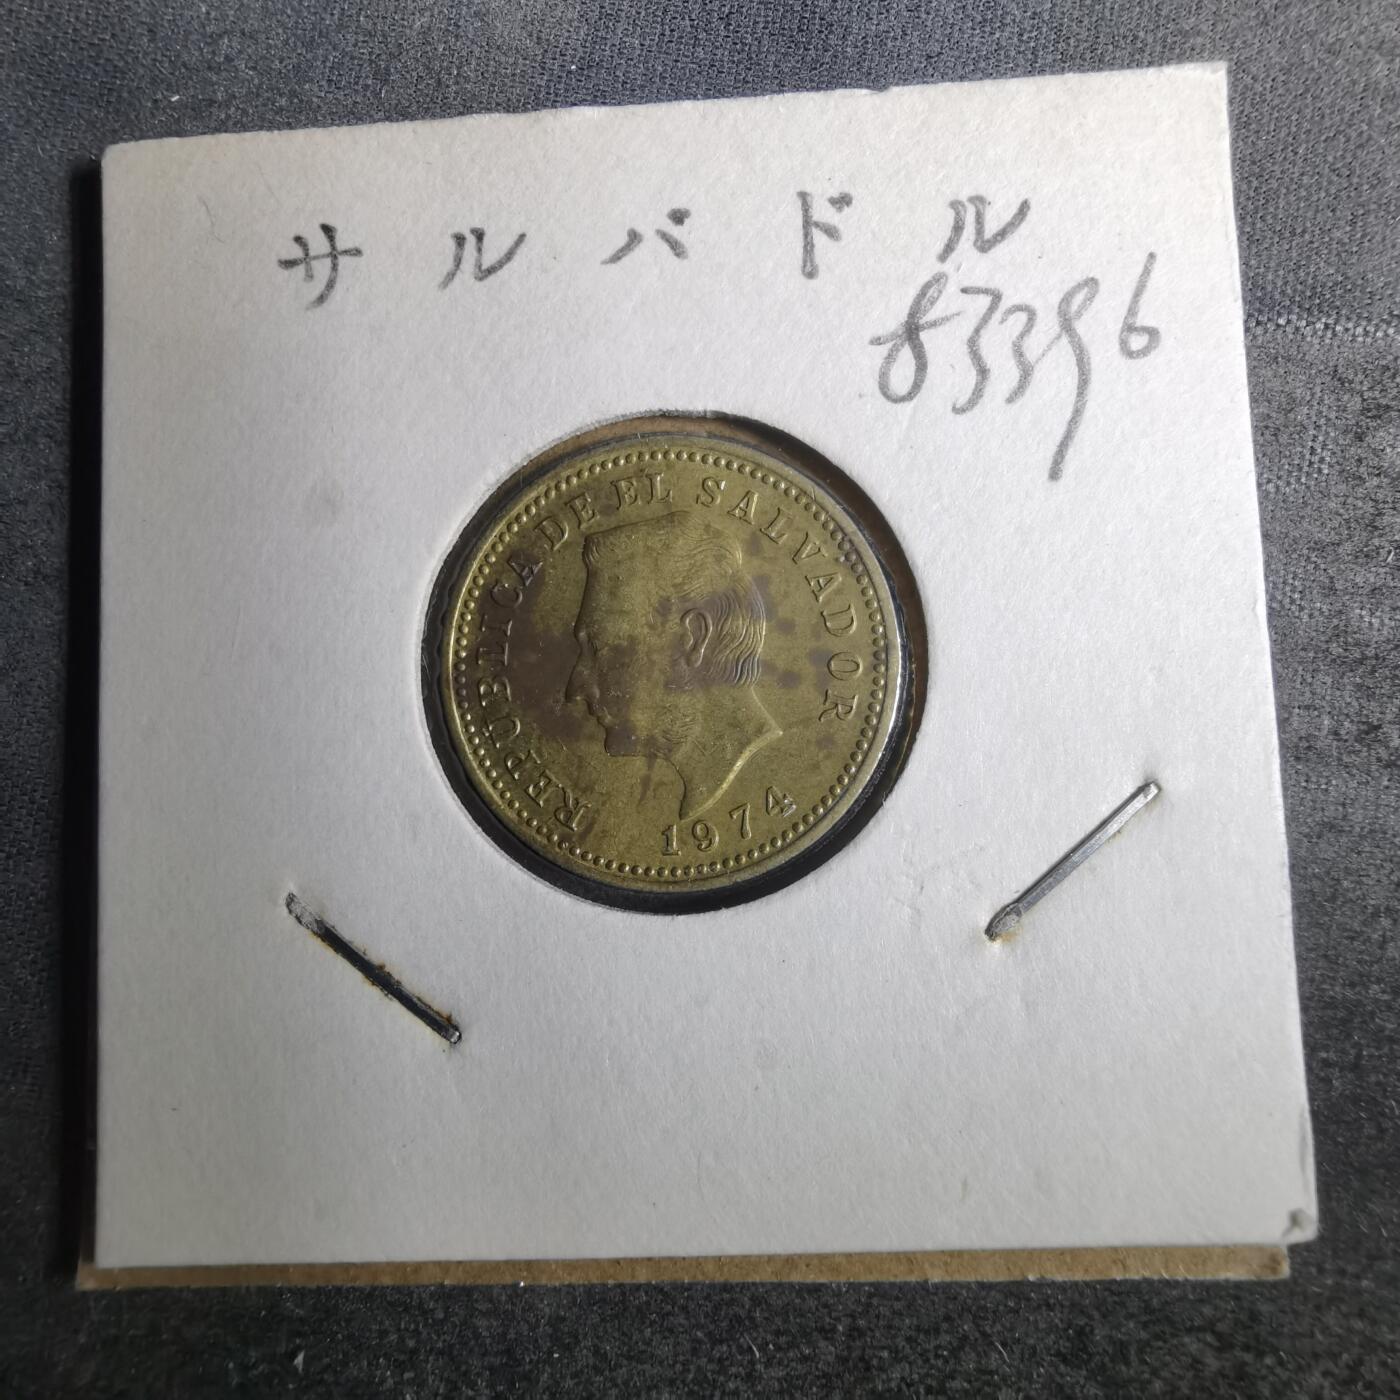 サルバドル
83396
REPUBLICA DE EL SALVADOR
1974